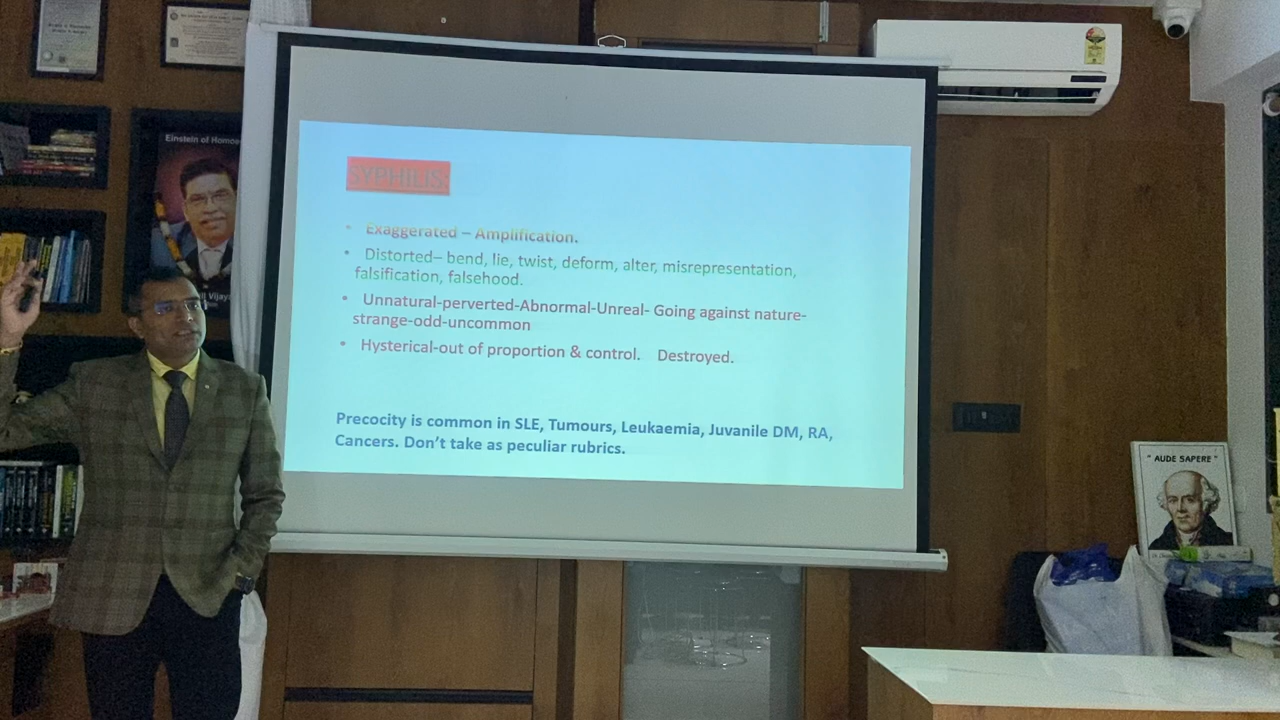 Einstein of Homoe
SYPHILIS:
• Exaggerated – Amplification.
• Distorted– bend, lie, twist, deform, alter, misrepresentation,
falsification, falsehood.
• Unnatural-perverted-Abnormal-Unreal- Going against nature-
strange-odd-uncommon
• Hysterical-out of proportion & control. Destroyed.
Precocity is common in SLE, Tumours, Leukaemia, Juvanile DM, RA,
Cancers. Don't take as peculiar rubrics.
Vijay
" AUDE SAPERE "